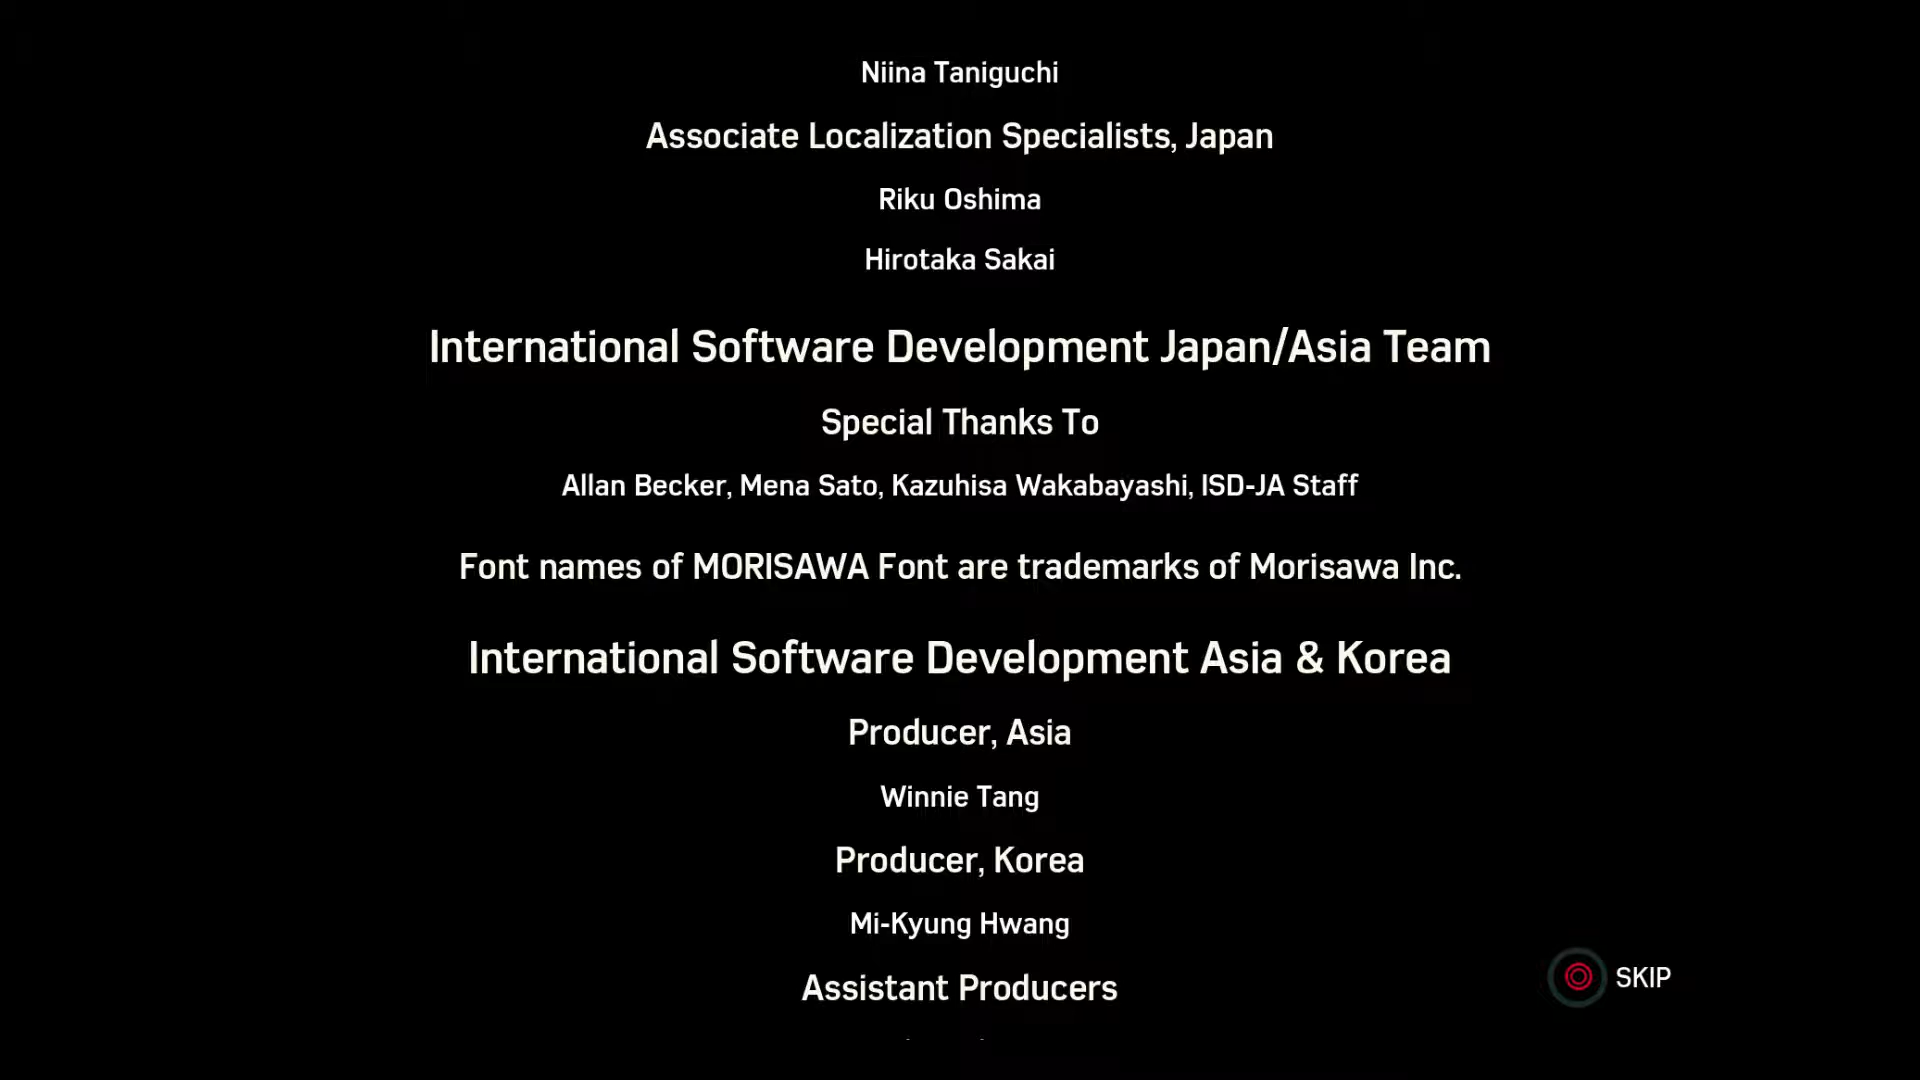 Niina Taniguchi
Associate Localization Specialists, Japan
Riku Oshima
Hirotaka Sakai
International Software Development Japan/Asia Team
Special Thanks To
Allan Becker, Mena Sato, Kazuhisa Wakabayashi, ISD-JA Staff
Font names of MORISAWA Font are trademarks of Morisawa Inc.
International Software Development Asia & Korea
Producer, Asia
Winnie Tang
Producer, Korea
Mi-Kyung Hwang
Assistant Producers
SKIP